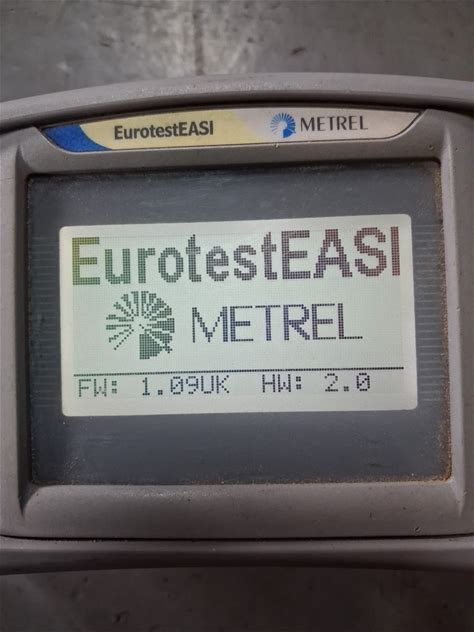 EurotestEASI METREL
EurotestEASI
METREL
FW: 1.09UK HW: 2.0